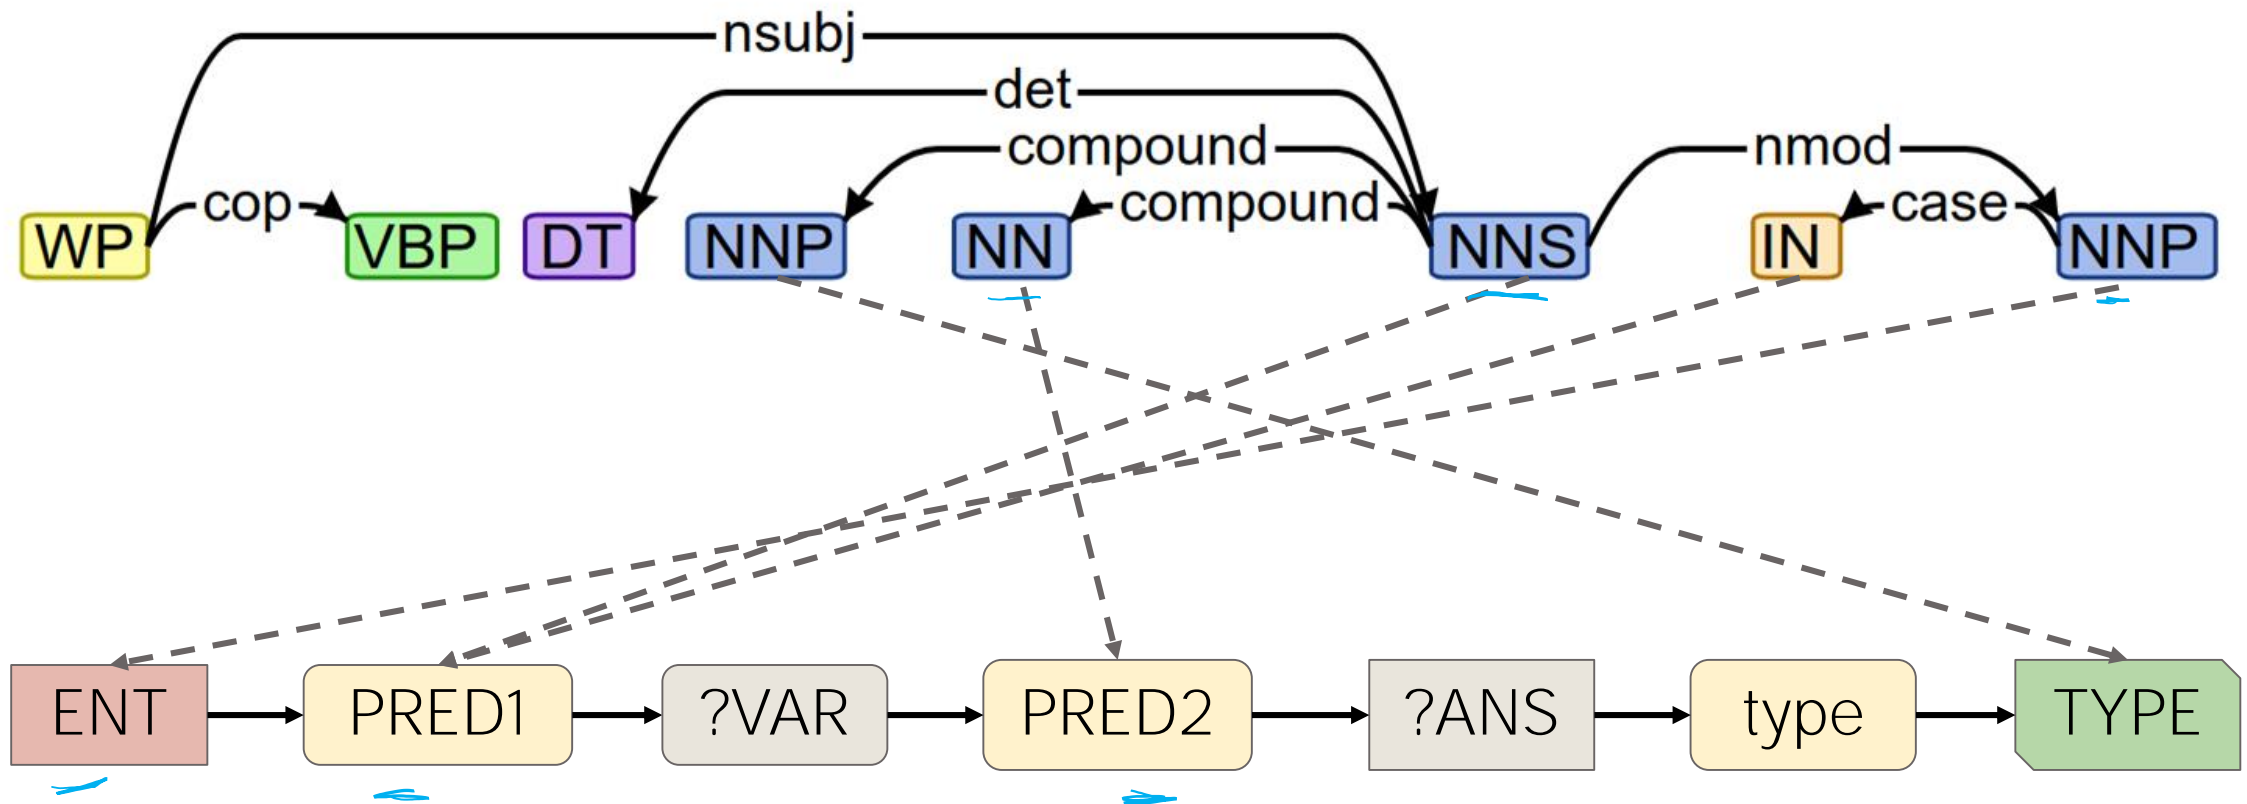 nsubj
det
compound nmod
cop compound case
WP VBP DT NNP NN NNS IN NNP
ENT PRED1 ?VAR PRED2 ?ANS type TYPE